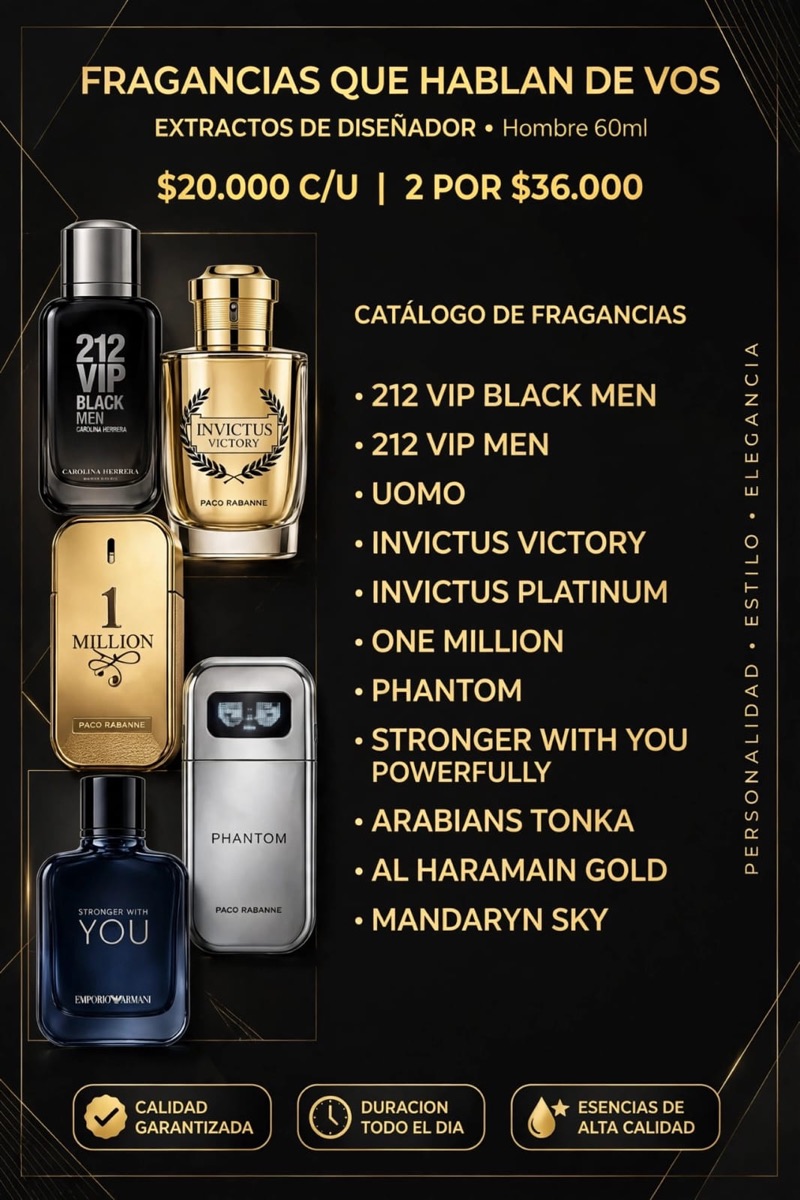 FRAGANCIAS QUE HABLAN DE VOS
EXTRACTOS DE DISEÑADOR • Hombre 60ml
$20.000 C/U | 2 POR $36.000
212
VIP
BLACK
MEN
CAROLINA HERRERA
CAROLINA HERRERA
INVICTUS
VICTORY
PACO RABANNE
1
MILLION
PACO RABANNE
PHANTOM
PACO RABANNE
STRONGER WITH
YOU
EMPORIO ARMANI
CATÁLOGO DE FRAGANCIAS
• 212 VIP BLACK MEN
• 212 VIP MEN
• UOMO
• INVICTUS VICTORY
• INVICTUS PLATINUM
• ONE MILLION
• PHANTOM
• STRONGER WITH YOU
POWERFULLY
• ARABIANS TONKA
• AL HARAMAIN GOLD
• MANDARYN SKY
PERSONALIDAD • ESTILO • ELEGANCIA
CALIDAD
GARANTIZADA
DURACION
TODO EL DIA
ESENCIAS DE
ALTA CALIDAD